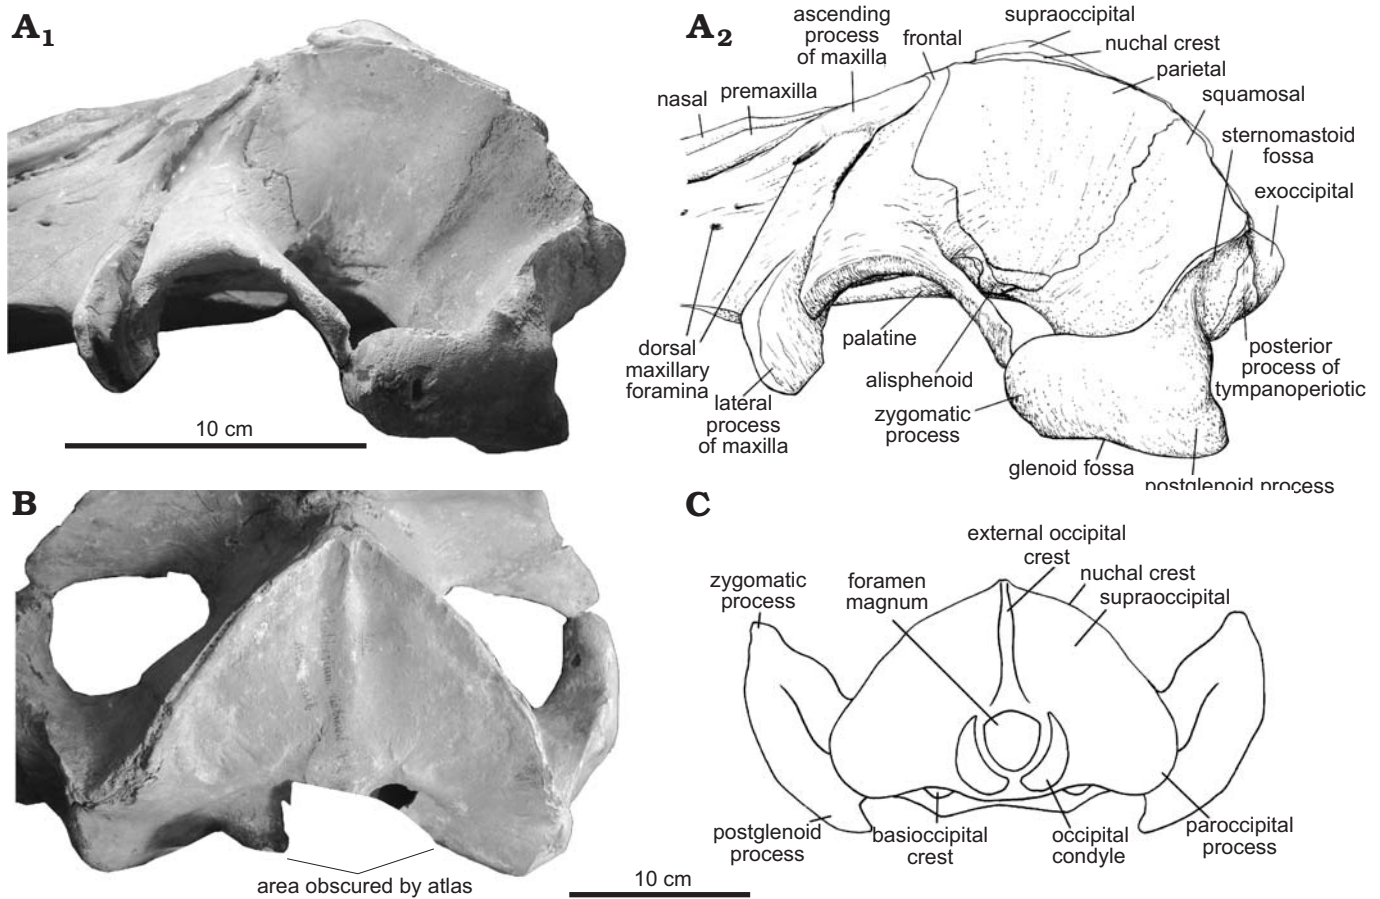 A1
10 cm
A2
ascending
process
of maxilla
frontal
supraoccipital
nuchal crest
parietal
nasal
premaxilla
squamosal
sternomastoid
fossa
exoccipital
dorsal
maxillary
foramina
palatine
alisphenoid
lateral
process
of maxilla
zygomatic
process
glenoid fossa
posterior
process of
tympanoperiotic
postglenoid process
B
area obscured by atlas
10 cm
C
external occipital
crest
zygomatic
process
foramen
magnum
nuchal crest
supraoccipital
postglenoid
process
basioccipital
crest
occipital
condyle
paroccipital
process